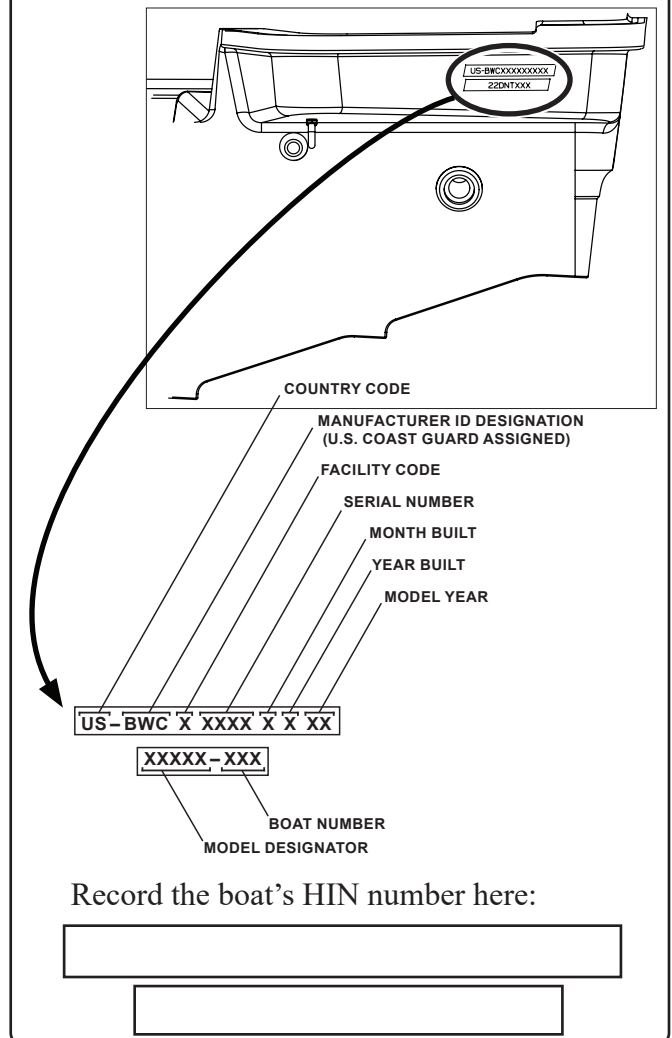 US-BWCXXXXXXXXX
22DNTXXX
COUNTRY CODE
MANUFACTURER ID DESIGNATION
(U.S. COAST GUARD ASSIGNED)
FACILITY CODE
SERIAL NUMBER
MONTH BUILT
YEAR BUILT
MODEL YEAR
US – BWC X XXXX X X XX
XXXXX – XXX
BOAT NUMBER
MODEL DESIGNATOR
Record the boat’s HIN number here: